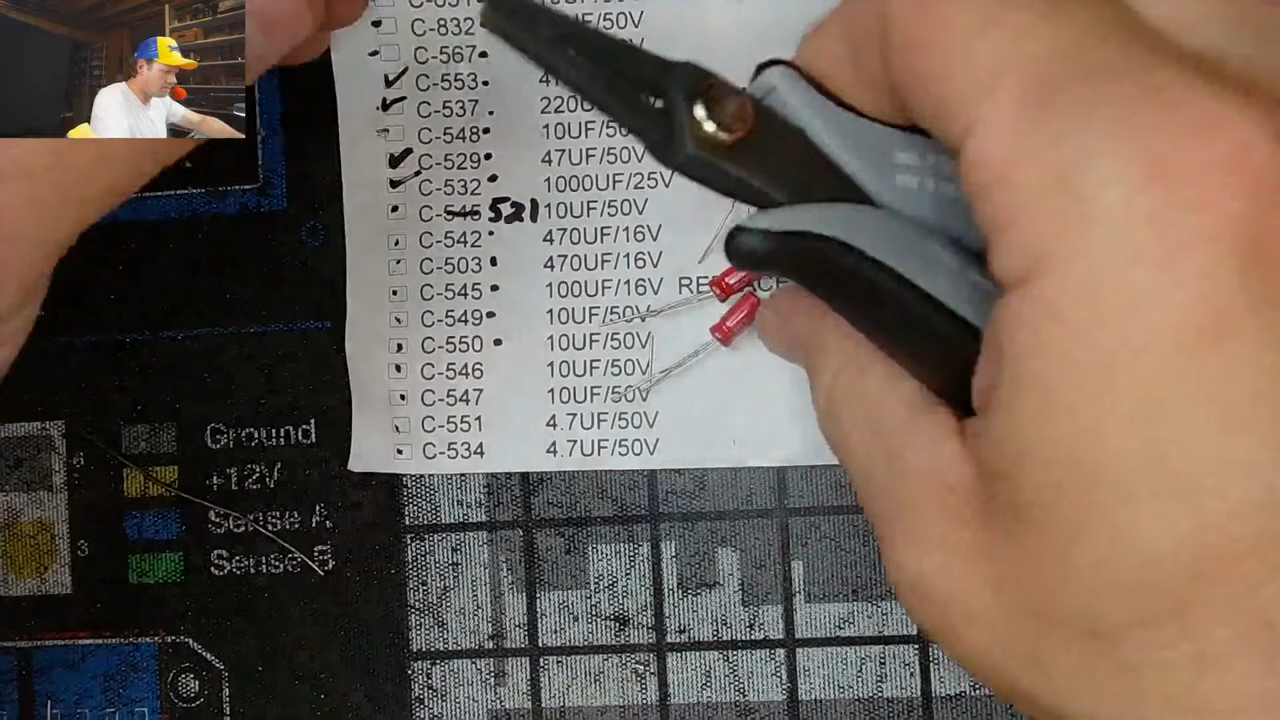 C-832 /50V
C-567
C-553
C-537 220U
C-548 10UF/50
C-529 47UF/50V
C-532 1000UF/25V
C-545 521 10UF/50V
C-542 470UF/16V
C-503 470UF/16V
C-545 100UF/16V
C-549 10UF/50V
C-550 10UF/50V
C-546 10UF/50V
C-547 10UF/50V
C-551 4.7UF/50V
C-534 4.7UF/50V
Ground
+12V
Sense A
3 Sense B